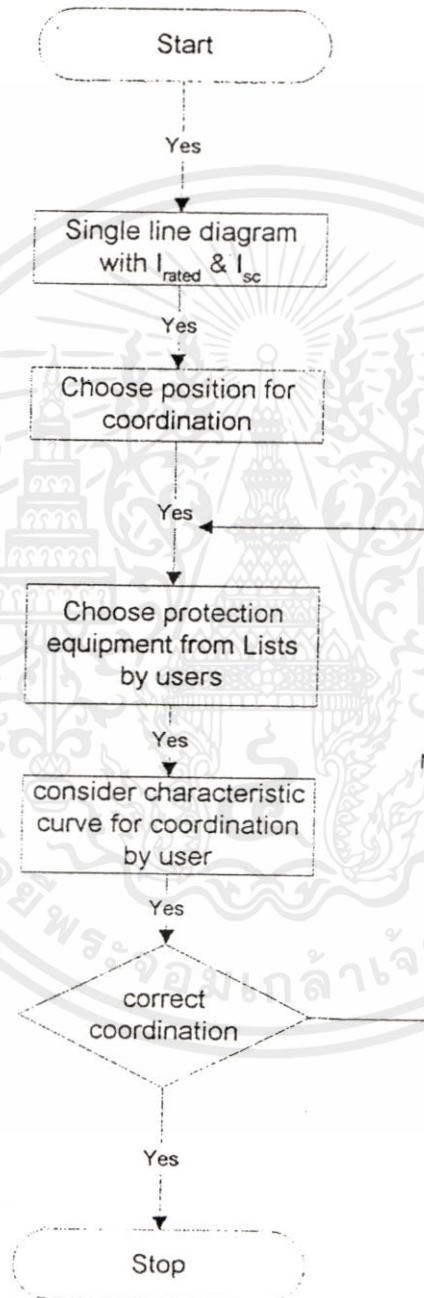 Start
Yes
Single line diagram
with I_rated & I_sc
Yes
Choose position for
coordination
Yes
Choose protection
equipment from Lists
by users
Yes
consider characteristic
curve for coordination
by user
Yes
correct
coordination
Yes
Stop